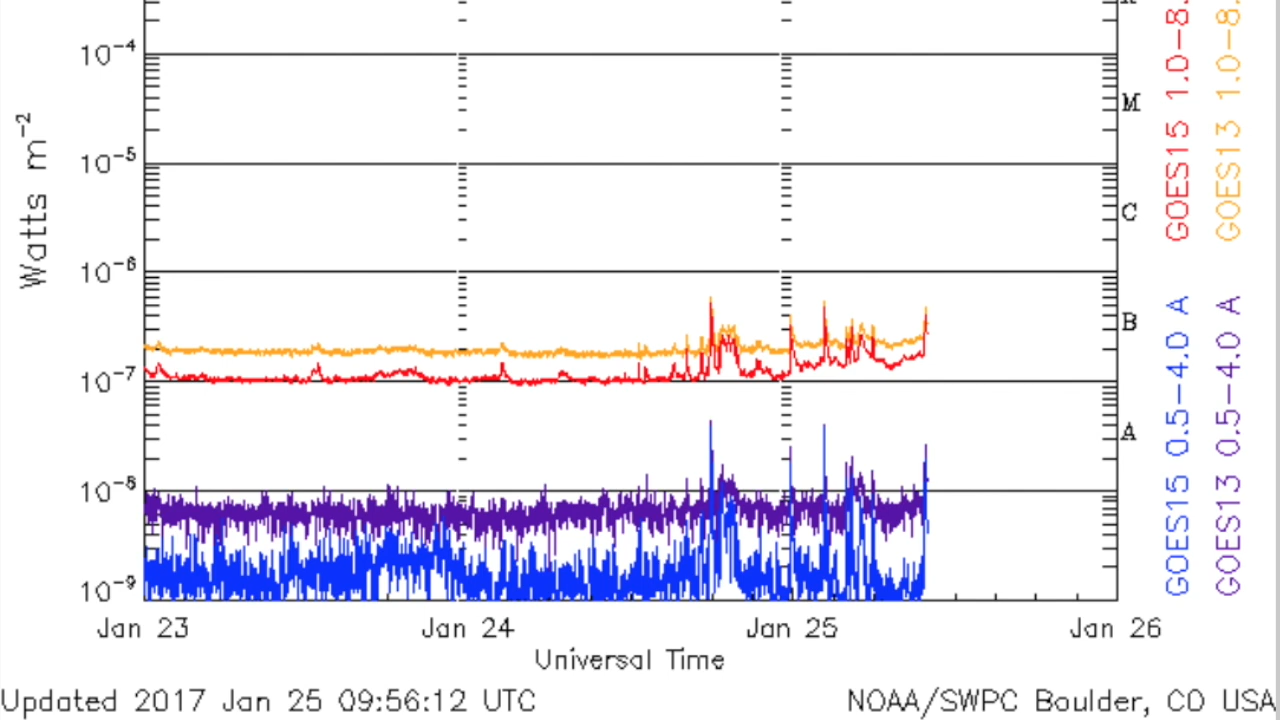 10⁻⁴
10⁻⁵
10⁻⁶
10⁻⁷
10⁻⁸
10⁻⁹
Watts m⁻²
M
C
B
A
GOES15 1.0-8.
GOES13 1.0-8.
GOES15 0.5-4.0 A
GOES13 0.5-4.0 A
Jan 23
Jan 24
Jan 25
Jan 26
Universal Time
Updated 2017 Jan 25 09:56:12 UTC
NOAA/SWPC Boulder, CO USA